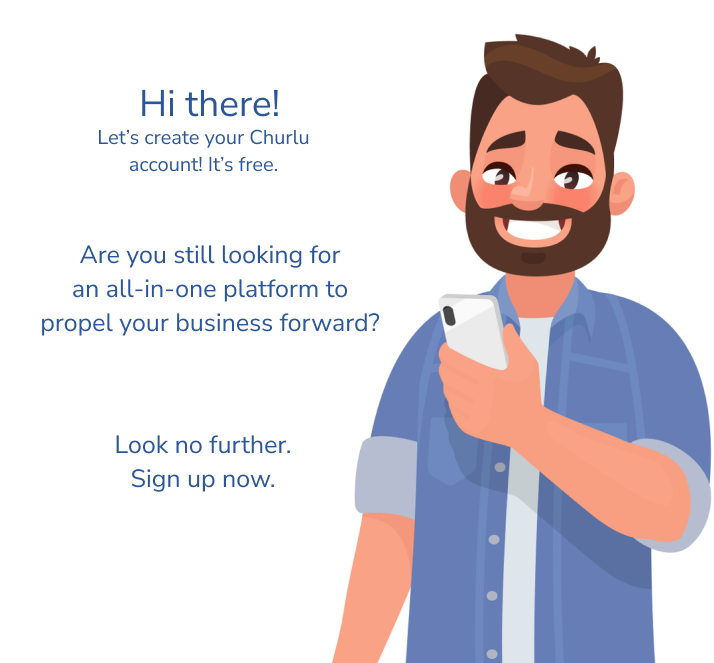 Hi there!
Let’s create your Churlu
account! It’s free.
Are you still looking for
an all-in-one platform to
propel your business forward?
Look no further.
Sign up now.